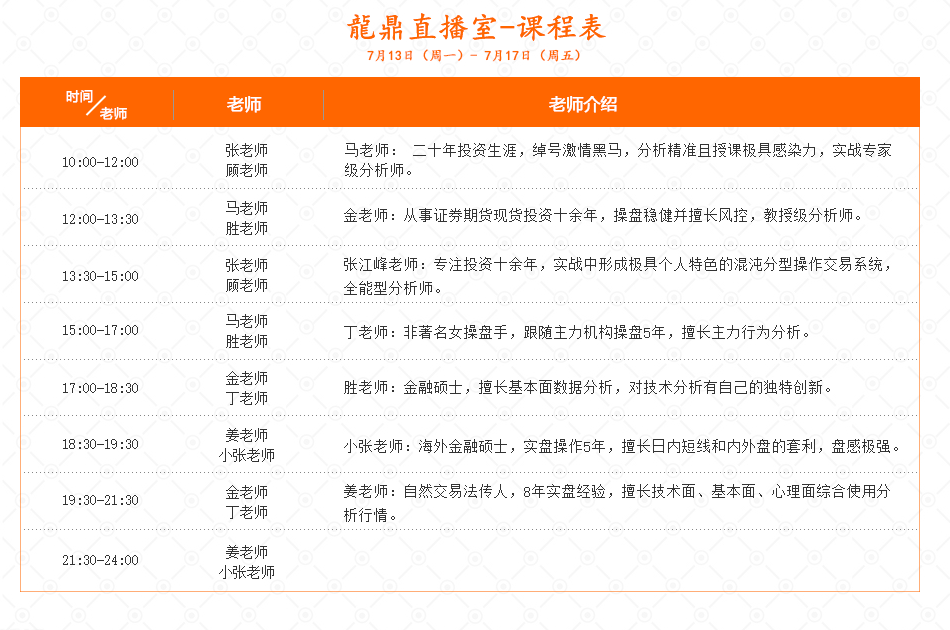 龍鼎直播室-课程表
7月13日（周一）- 7月17日（周五）
时间/老师
老师
老师介绍
10:00-12:00
张老师
顾老师
马老师： 二十年投资生涯，绰号激情黑马，分析精准且授课极具感染力，实战专家
级分析师。
12:00-13:30
马老师
胜老师
金老师：从事证券期货现货投资十余年，操盘稳健并擅长风控，教授级分析师。
13:30-15:00
张老师
顾老师
张江峰老师：专注投资十余年，实战中形成极具个人特色的混沌分型操作交易系统，
全能型分析师。
15:00-17:00
马老师
胜老师
丁老师：非著名女操盘手，跟随主力机构操盘5年，擅长主力行为分析。
17:00-18:30
金老师
丁老师
胜老师：金融硕士，擅长基本面数据分析，对技术分析有自己的独特创新。
18:30-19:30
姜老师
小张老师
小张老师：海外金融硕士，实盘操作5年，擅长日内短线和内外盘的套利，盘感极强。
19:30-21:30
金老师
丁老师
姜老师：自然交易法传人，8年实盘经验，擅长技术面、基本面、心理面综合使用分
析行情。
21:30-24:00
姜老师
小张老师